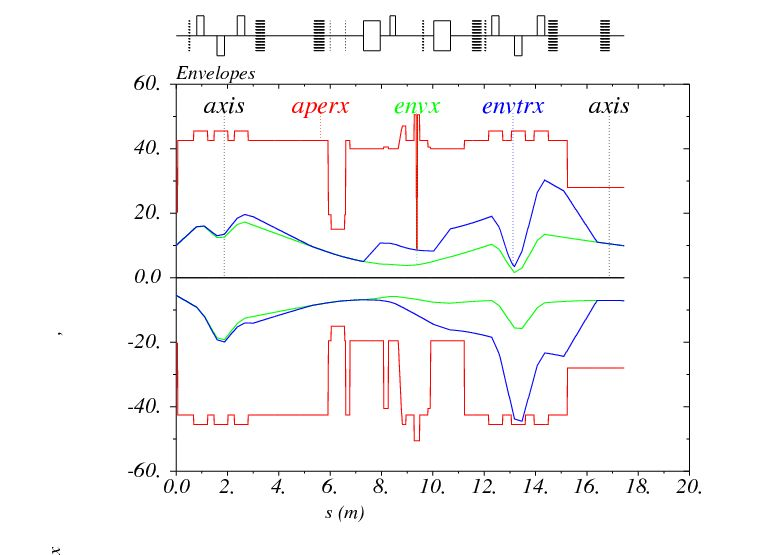 Envelopes
60.
axis aperx envx envtrx axis
40.
20.
0.0
-20.
,
-40.
-60.
0.0 2. 4. 6. 8. 10. 12. 14. 16. 18. 20.
s (m)
x